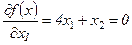 ∂f(x)/∂x₁ = 4x₁ + x₂ = 0